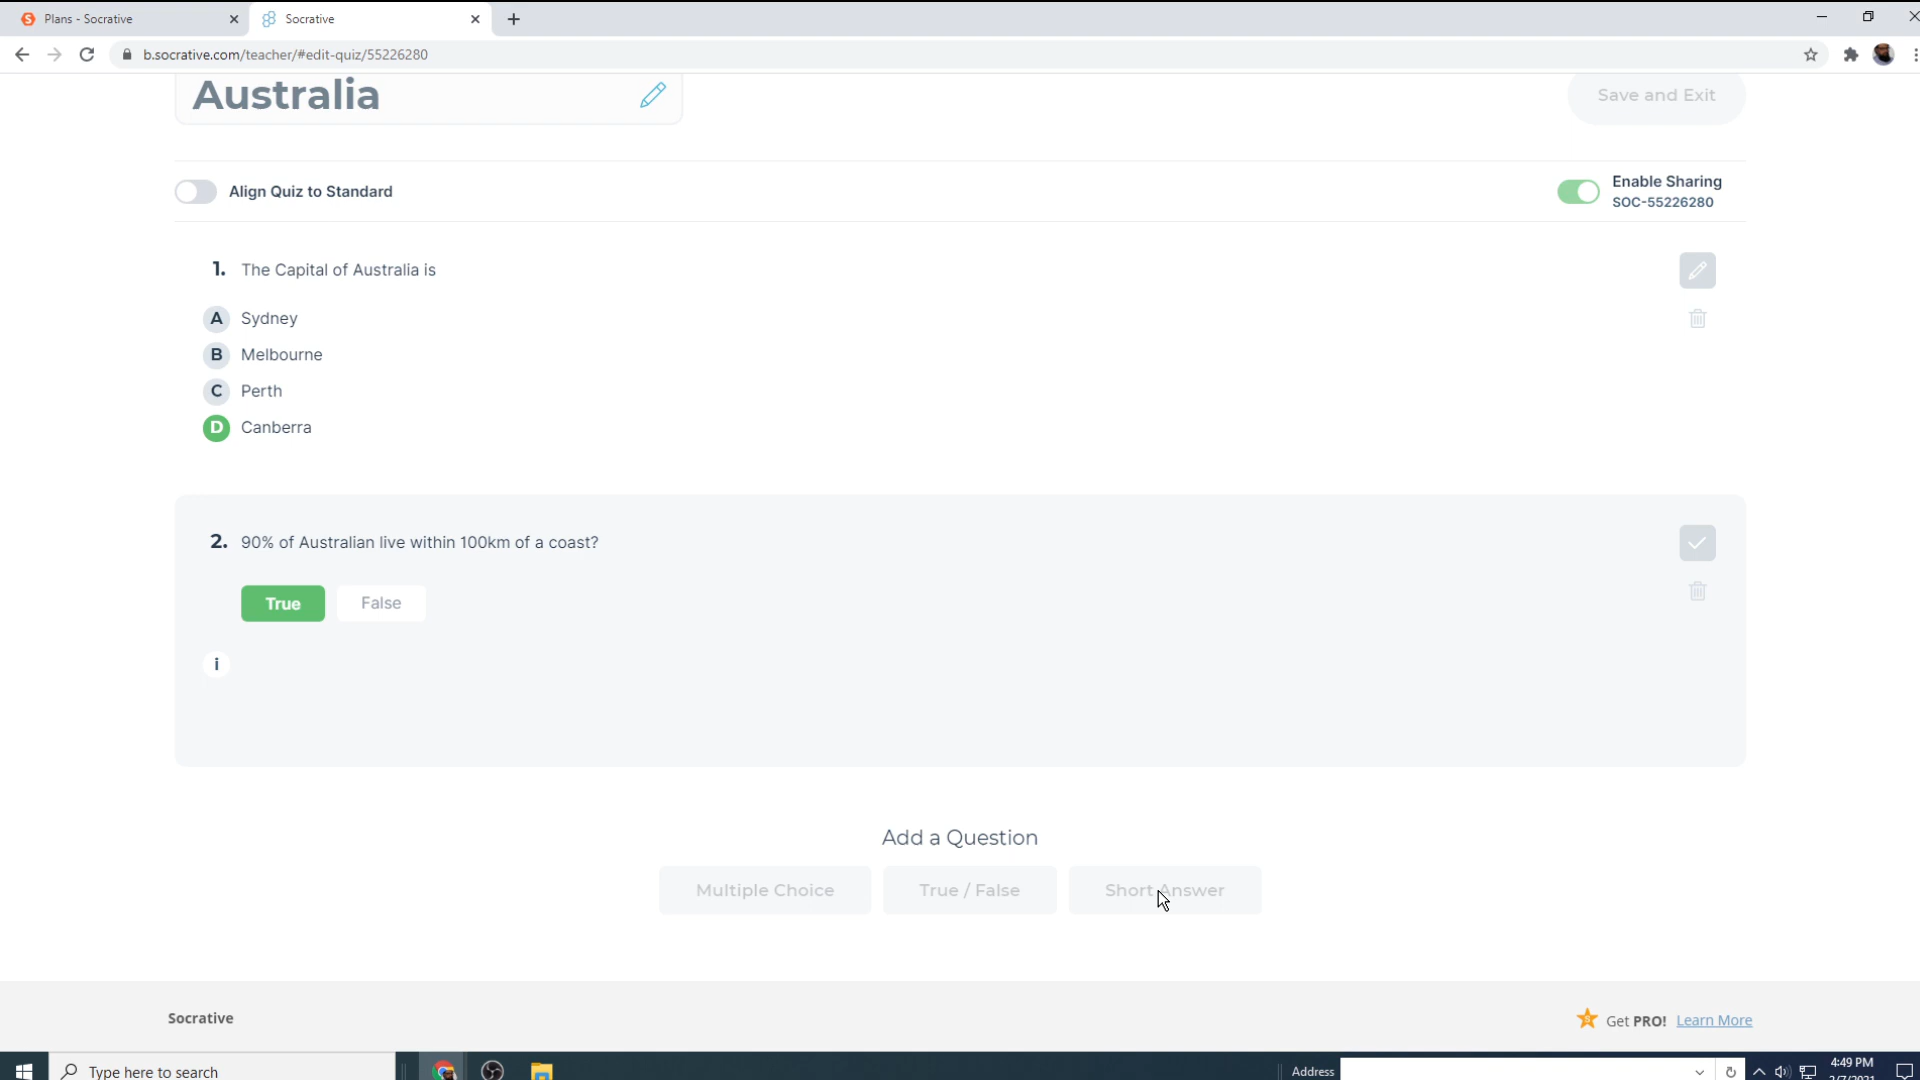 Plans - Socrative
Socrative
b.socrative.com/teacher/#edit-quiz/55226280
Australia
Save and Exit
Align Quiz to Standard
Enable Sharing
SOC-55226280
1. The Capital of Australia is
A Sydney
B Melbourne
C Perth
D Canberra
2. 90% of Australian live within 100km of a coast?
True False
i
Add a Question
Multiple Choice True / False Short Answer
Socrative
Get PRO! Learn More
Type here to search
Address
4:49 PM
2/7/2021